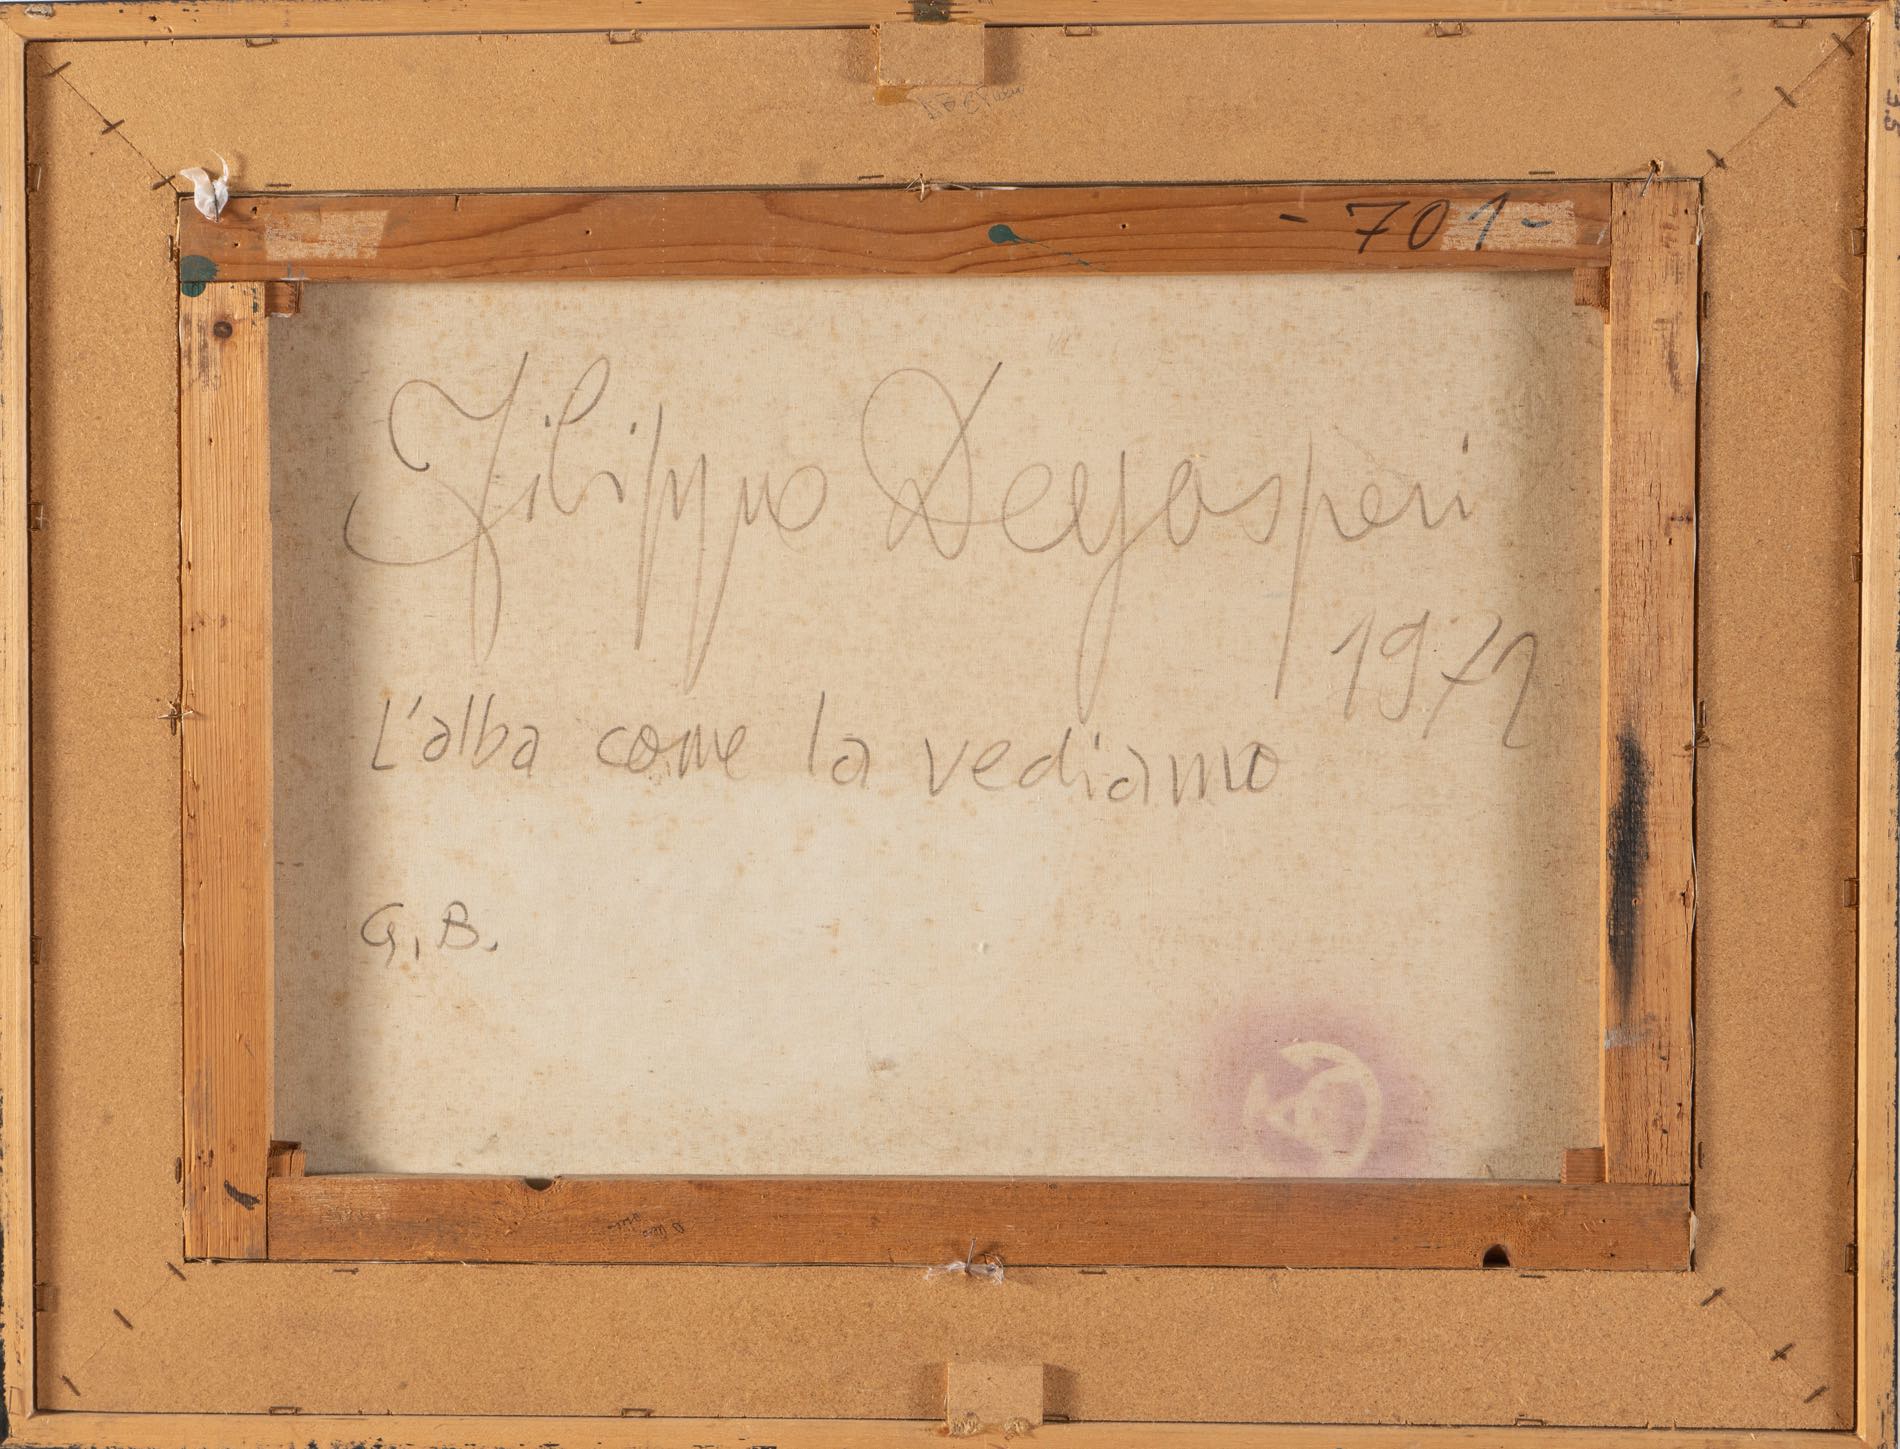 - 701 -
Filippo Degasperi
1972
L'alba come la vediamo
G. B.